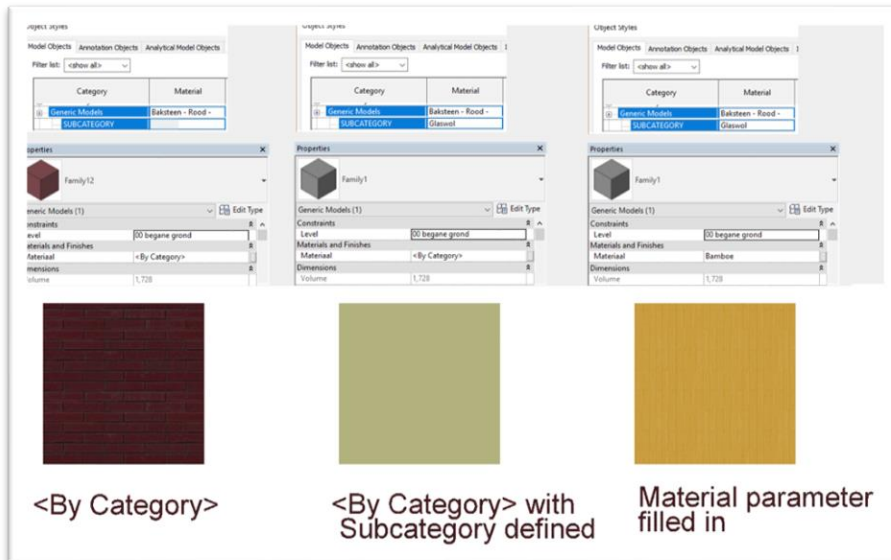 Object Styles
Model Objects Annotation Objects Analytical Model Objects
Filter list: <show all>
Category Material
Generic Models Baksteen - Rood -
SUBCATEGORY
Properties
Family12
Generic Models (1) Edit Type
Constraints
Level 00 begane grond
Materials and Finishes
Materiaal <By Category>
Dimensions
Volume 1,728
<By Category>
Object Styles
Model Objects Annotation Objects Analytical Model Objects
Filter list: <show all>
Category Material
Generic Models Baksteen - Rood -
SUBCATEGORY Glaswol
Properties
Family1
Generic Models (1) Edit Type
Constraints
Level 00 begane grond
Materials and Finishes
Materiaal <By Category>
Dimensions
Volume 1,728
<By Category> with
Subcategory defined
Object Styles
Model Objects Annotation Objects Analytical Model Objects
Filter list: <show all>
Category Material
Generic Models Baksteen - Rood -
SUBCATEGORY Glaswol
Properties
Family1
Generic Models (1) Edit Type
Constraints
Level 00 begane grond
Materials and Finishes
Materiaal Bamboe
Dimensions
Volume 1,728
Material parameter
filled in